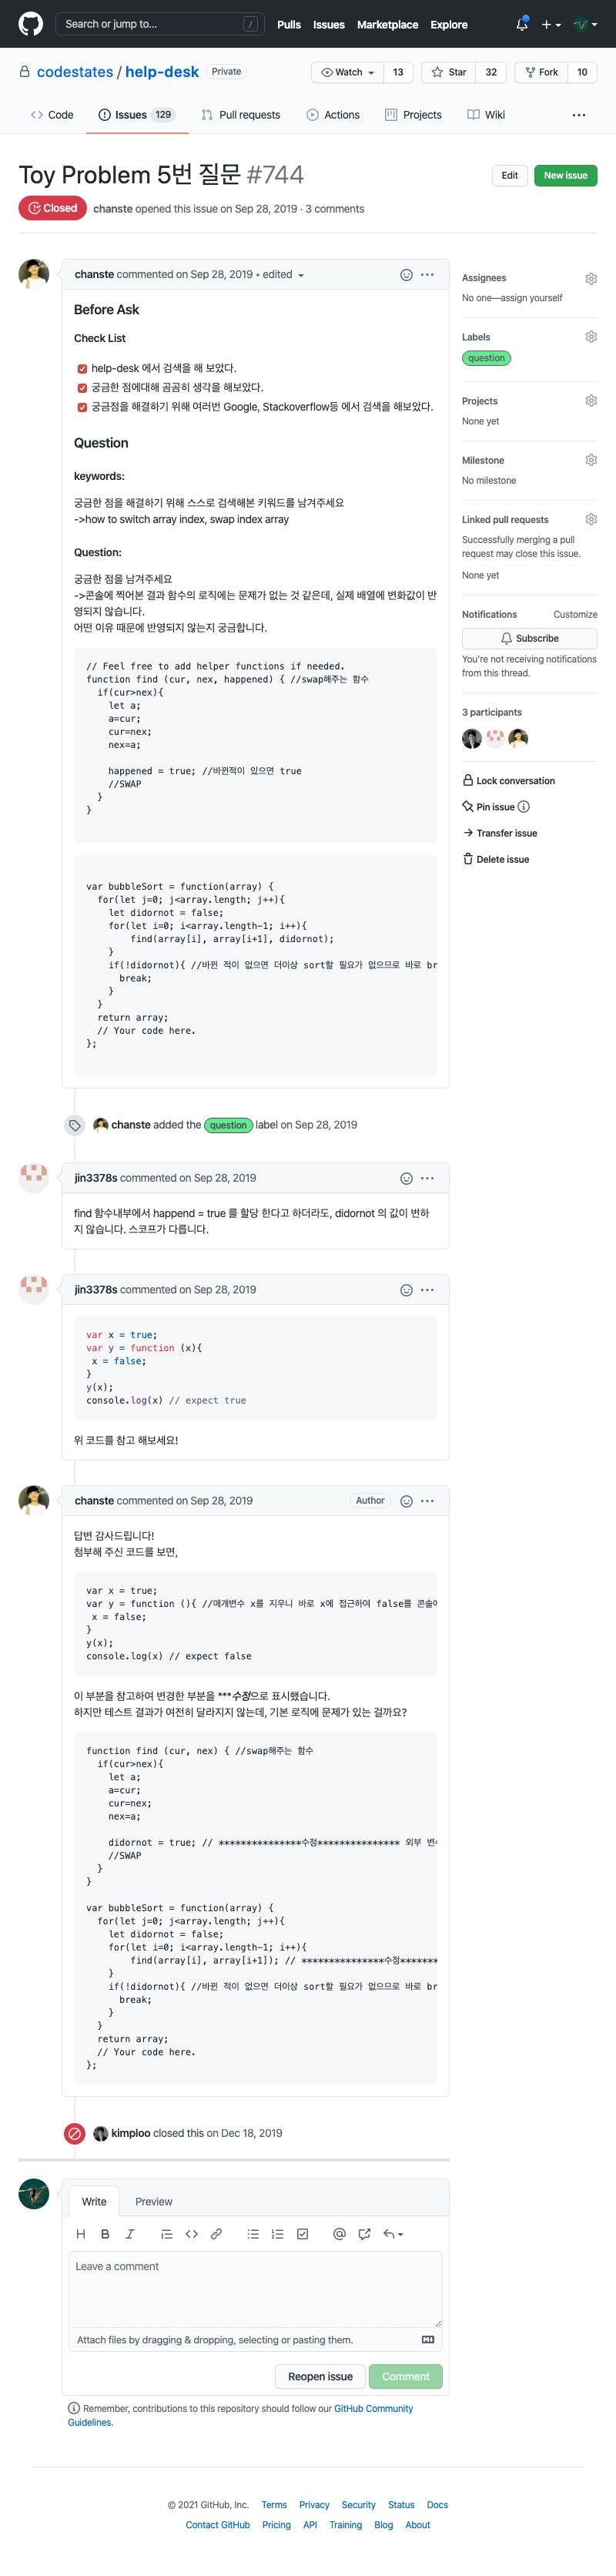 Search or jump to...
/
Pulls Issues Marketplace Explore
codestates / help-desk Private
Watch 13 Star 32 Fork 10
Code Issues 129 Pull requests Actions Projects Wiki
Toy Problem 5번 질문 #744
Edit New issue
Closed chanste opened this issue on Sep 28, 2019 · 3 comments
chanste commented on Sep 28, 2019 • edited
Before Ask
Check List
help-desk 에서 검색을 해 보았다.
궁금한 점에대해 곰곰히 생각을 해보았다.
궁금점을 해결하기 위해 여러번 Google, Stackoverflow등 에서 검색을 해보았다.
Question
keywords:
궁금한 점을 해결하기 위해 스스로 검색해본 키워드를 남겨주세요
->how to switch array index, swap index array
Question:
궁금한 점을 남겨주세요
->콘솔에 찍어본 결과 함수의 로직에는 문제가 없는 것 같은데, 실제 배열에 변화값이 반
영되지 않습니다.
어떤 이유 때문에 반영되지 않는지 궁금합니다.
// Feel free to add helper functions if needed.
function find (cur, nex, happened) { //swap해주는 함수
if(cur>nex){
let a;
a=cur;
cur=nex;
nex=a;
happened = true; //바뀐적이 있으면 true
//SWAP
}
}
var bubbleSort = function(array) {
for(let j=0; j<array.length; j++){
let didornot = false;
for(let i=0; i<array.length-1; i++){
find(array[i], array[i+1], didornot);
}
if(!didornot){ //바뀐 적이 없으면 더이상 sort할 필요가 없으므로 바로 br
break;
}
}
return array;
// Your code here.
};
Assignees
No one—assign yourself
Labels
question
Projects
None yet
Milestone
No milestone
Linked pull requests
Successfully merging a pull
request may close this issue.
None yet
Notifications Customize
Subscribe
You're not receiving notifications
from this thread.
3 participants
Lock conversation
Pin issue
Transfer issue
Delete issue
chanste added the question label on Sep 28, 2019
jin3378s commented on Sep 28, 2019
find 함수내부에서 happend = true 를 할당 한다고 하더라도, didornot 의 값이 변하
지 않습니다. 스코프가 다릅니다.
jin3378s commented on Sep 28, 2019
var x = true;
var y = function (x){
x = false;
}
y(x);
console.log(x) // expect true
위 코드를 참고 해보세요!
chanste commented on Sep 28, 2019 Author
답변 감사드립니다!
첨부해 주신 코드를 보면,
var x = true;
var y = function (){ //매개변수 x를 지우니 바로 x에 접근하여 false를 콘솔에
x = false;
}
y(x);
console.log(x) // expect false
이 부분을 참고하여 변경한 부분을 ***수정으로 표시했습니다.
하지만 테스트 결과가 여전히 달라지지 않는데, 기본 로직에 문제가 있는 걸까요?
function find (cur, nex) { //swap해주는 함수
if(cur>nex){
let a;
a=cur;
cur=nex;
nex=a;
didornot = true; // ***************수정*************** 외부 변수
//SWAP
}
}
var bubbleSort = function(array) {
for(let j=0; j<array.length; j++){
let didornot = false;
for(let i=0; i<array.length-1; i++){
find(array[i], array[i+1]); // ***************수정*******
}
if(!didornot){ //바뀐 적이 없으면 더이상 sort할 필요가 없으므로 바로 br
break;
}
}
return array;
// Your code here.
};
kimploo closed this on Dec 18, 2019
Write Preview
Leave a comment
Attach files by dragging & dropping, selecting or pasting them.
Reopen issue Comment
Remember, contributions to this repository should follow our GitHub Community
Guidelines.
© 2021 GitHub, Inc. Terms Privacy Security Status Docs
Contact GitHub Pricing API Training Blog About